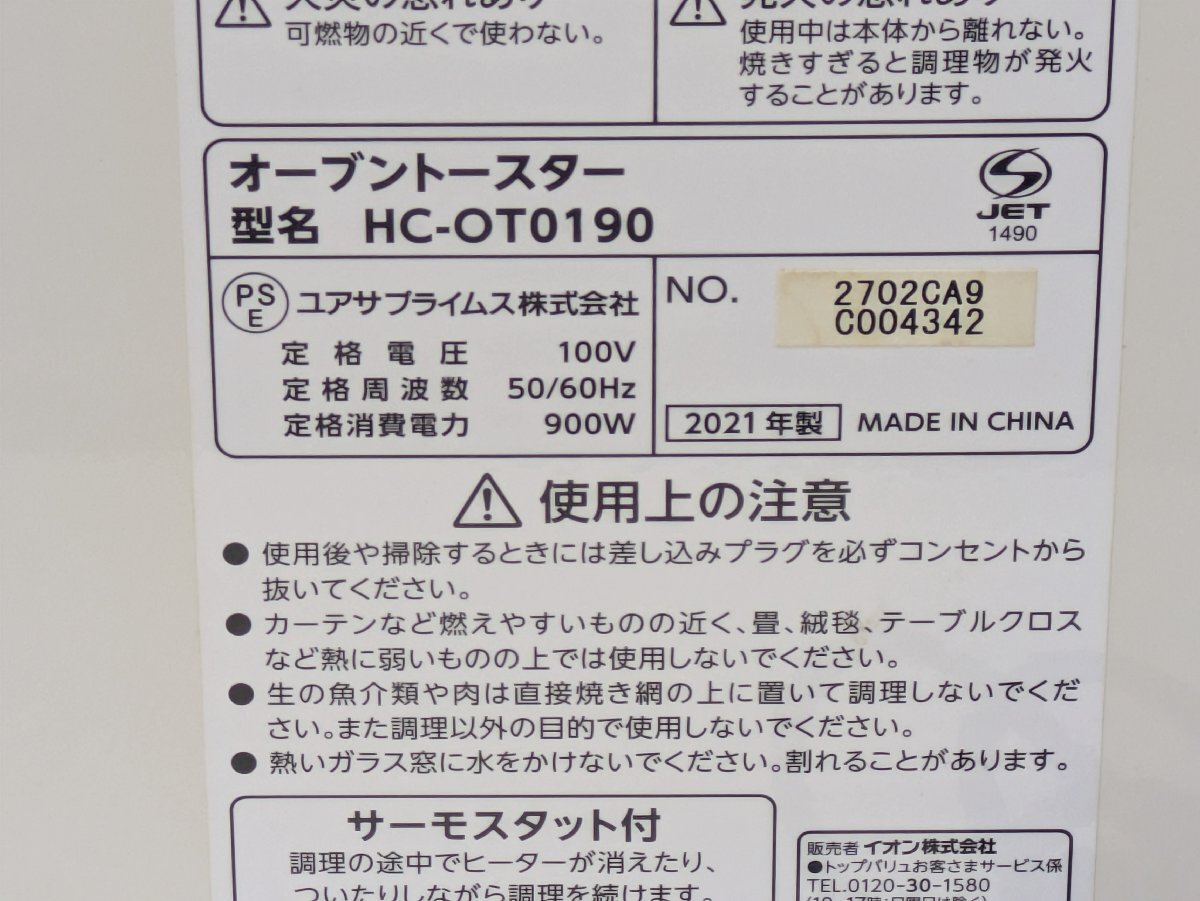 可燃物の近くで使わない。
使用中は本体から離れない。
焼きすぎると調理物が発火
することがあります。
オーブントースター
型名 HC-OT0190
JET
1490
PS
E
ユアサプライムス株式会社
定格電圧 100V
定格周波数 50/60Hz
定格消費電力 900W
NO.
2702CA9
C004342
2021年製 MADE IN CHINA
使用上の注意
● 使用後や掃除するときには差し込みプラグを必ずコンセントから
抜いてください。
● カーテンなど燃えやすいものの近く、畳、絨毯、テーブルクロス
など熱に弱いものの上では使用しないでください。
● 生の魚介類や肉は直接焼き網の上に置いて調理しないでくだ
さい。また調理以外の目的で使用しないでください。
● 熱いガラス窓に水をかけないでください。割れることがあります。
サーモスタット付
調理の途中でヒーターが消えたり、
ついたりしながら調理を続けます。
販売者 イオン株式会社
●トップバリュお客さまサービス係
TEL.0120-30-1580